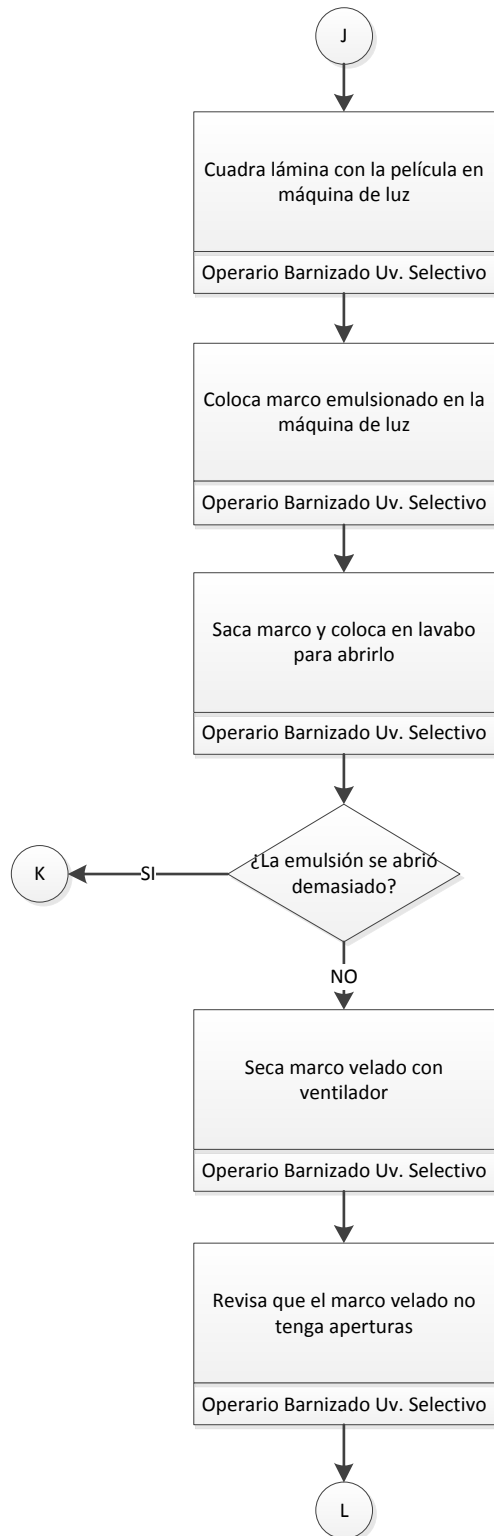 J
Cuadra lámina con la película en
máquina de luz
Operario Barnizado Uv. Selectivo
Coloca marco emulsionado en la
máquina de luz
Operario Barnizado Uv. Selectivo
Saca marco y coloca en lavabo
para abrirlo
Operario Barnizado Uv. Selectivo
¿La emulsión se abrió
demasiado?
SI
K
NO
Seca marco velado con
ventilador
Operario Barnizado Uv. Selectivo
Revisa que el marco velado no
tenga aperturas
Operario Barnizado Uv. Selectivo
L